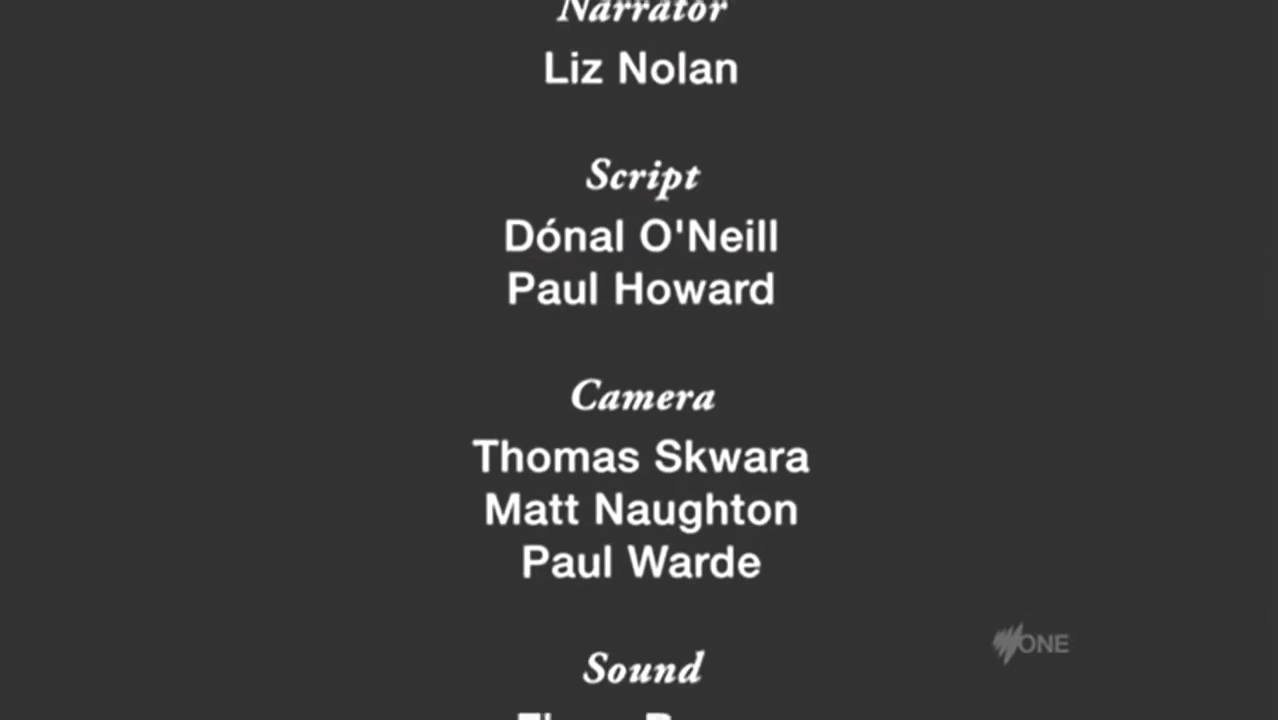 Narrator
Liz Nolan
Script
Dónal O'Neill
Paul Howard
Camera
Thomas Skwara
Matt Naughton
Paul Warde
ONE
Sound